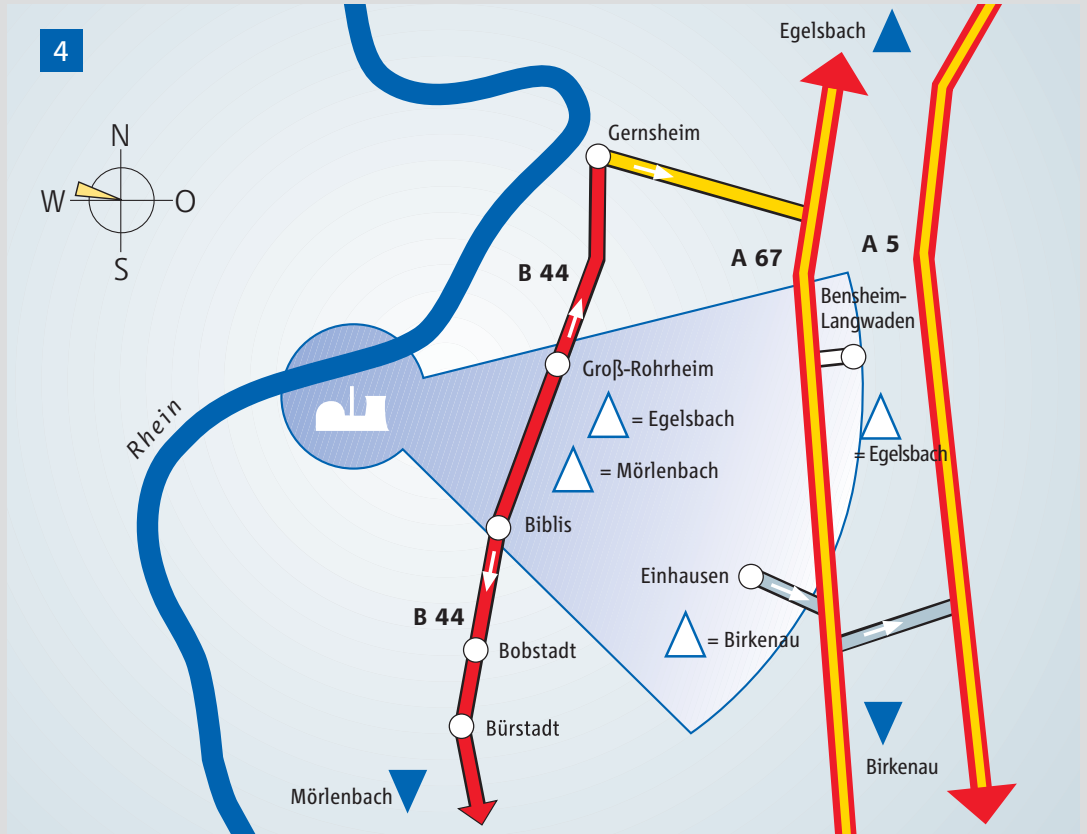 4
Egelsbach
N
W
O
S
Gernsheim
B 44
A 67
A 5
Bensheim-
Langwaden
Groß-Rohrheim
= Egelsbach
= Egelsbach
= Mörlenbach
Rhein
Biblis
Einhausen
B 44
= Birkenau
Bobstadt
Bürstadt
Birkenau
Mörlenbach